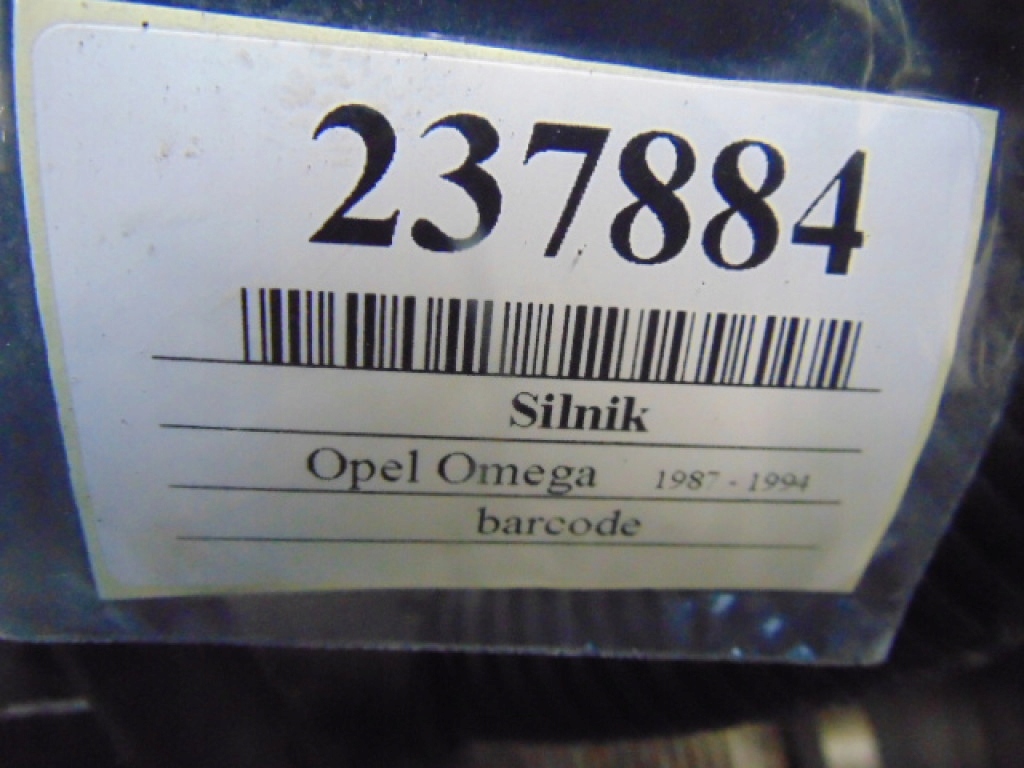 237884
Silnik
Opel Omega 1987 - 1994
barcode